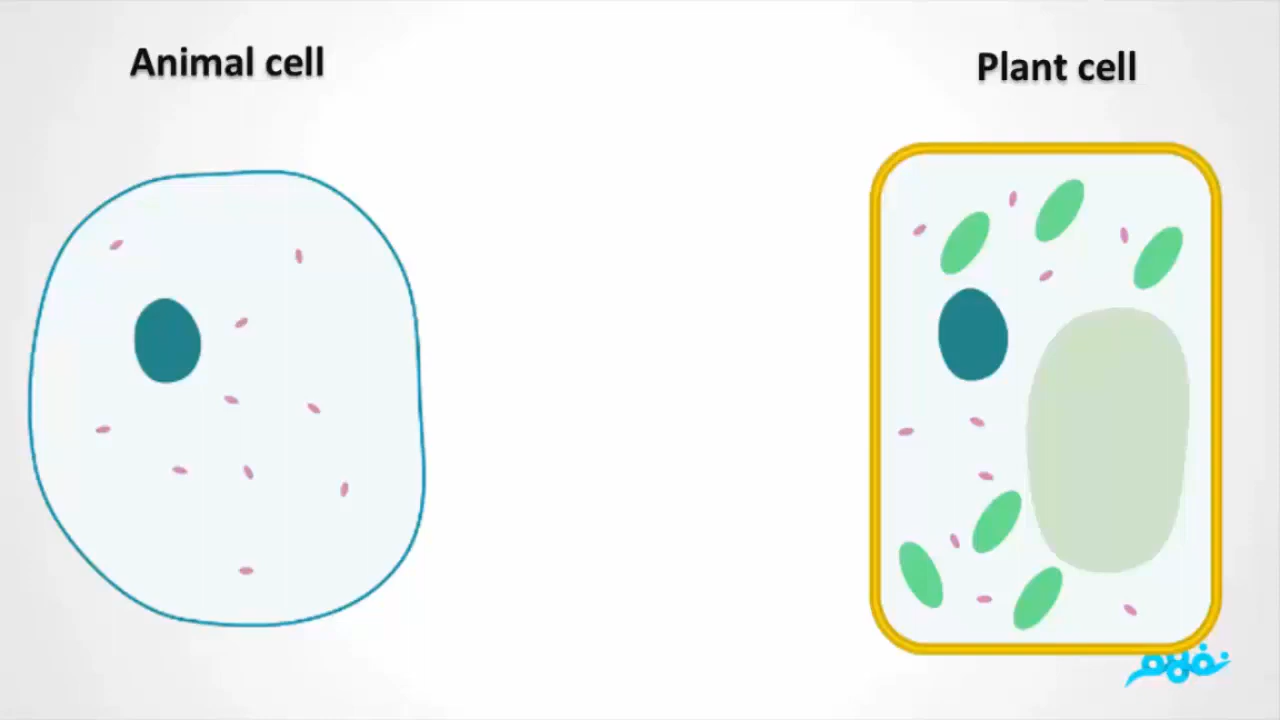 Animal cell
Plant cell
نفهم